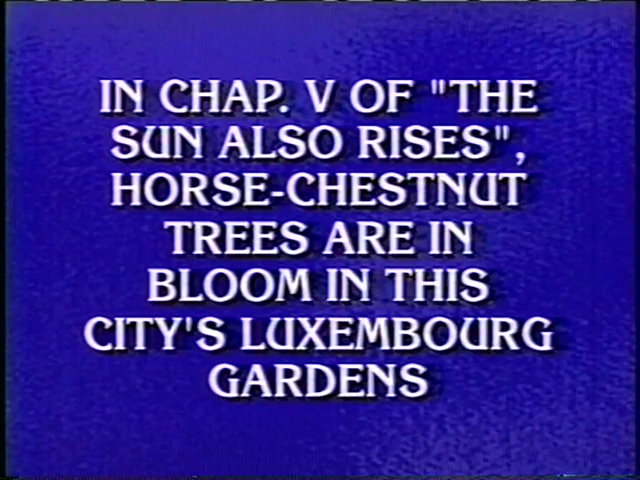 IN CHAP. V OF "THE
SUN ALSO RISES",
HORSE-CHESTNUT
TREES ARE IN
BLOOM IN THIS
CITY'S LUXEMBOURG
GARDENS